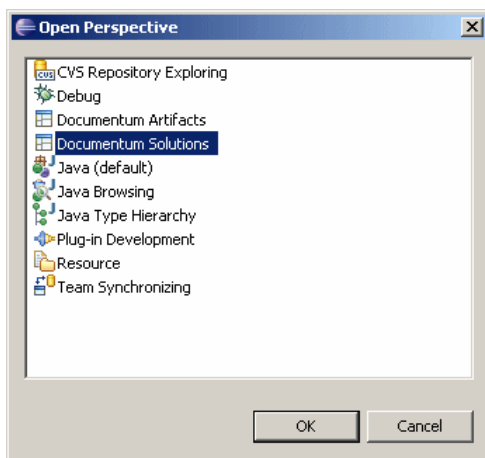 Open Perspective
CVS Repository Exploring
Debug
Documentum Artifacts
Documentum Solutions
Java (default)
Java Browsing
Java Type Hierarchy
Plug-in Development
Resource
Team Synchronizing
OK Cancel